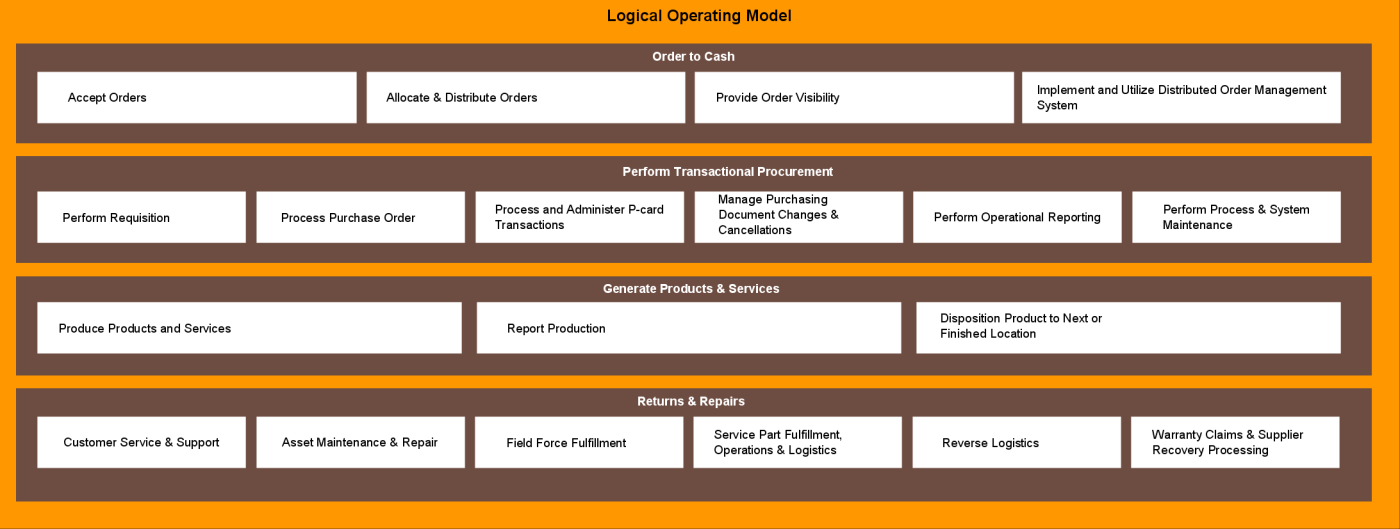 Logical Operating Model
Order to Cash
Accept Orders
Allocate & Distribute Orders
Provide Order Visibility
Implement and Utilize Distributed Order Management
System
Perform Transactional Procurement
Perform Requisition
Process Purchase Order
Process and Administer P-card
Transactions
Manage Purchasing
Document Changes &
Cancellations
Perform Operational Reporting
Perform Process & System
Maintenance
Generate Products & Services
Produce Products and Services
Report Production
Disposition Product to Next or
Finished Location
Returns & Repairs
Customer Service & Support
Asset Maintenance & Repair
Field Force Fulfillment
Service Part Fulfillment,
Operations & Logistics
Reverse Logistics
Warranty Claims & Supplier
Recovery Processing